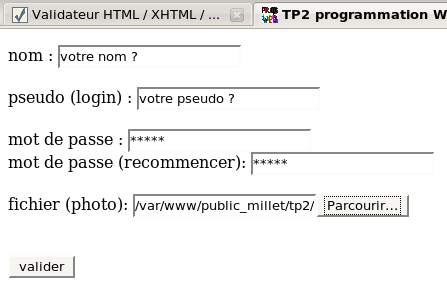 Validateur HTML / XHTML / ... TP2 programmation W
nom : votre nom ?
pseudo (login) : votre pseudo ?
mot de passe : *****
mot de passe (recommencer): *****
fichier (photo): /var/www/public_millet/tp2/ Parcourir...
valider